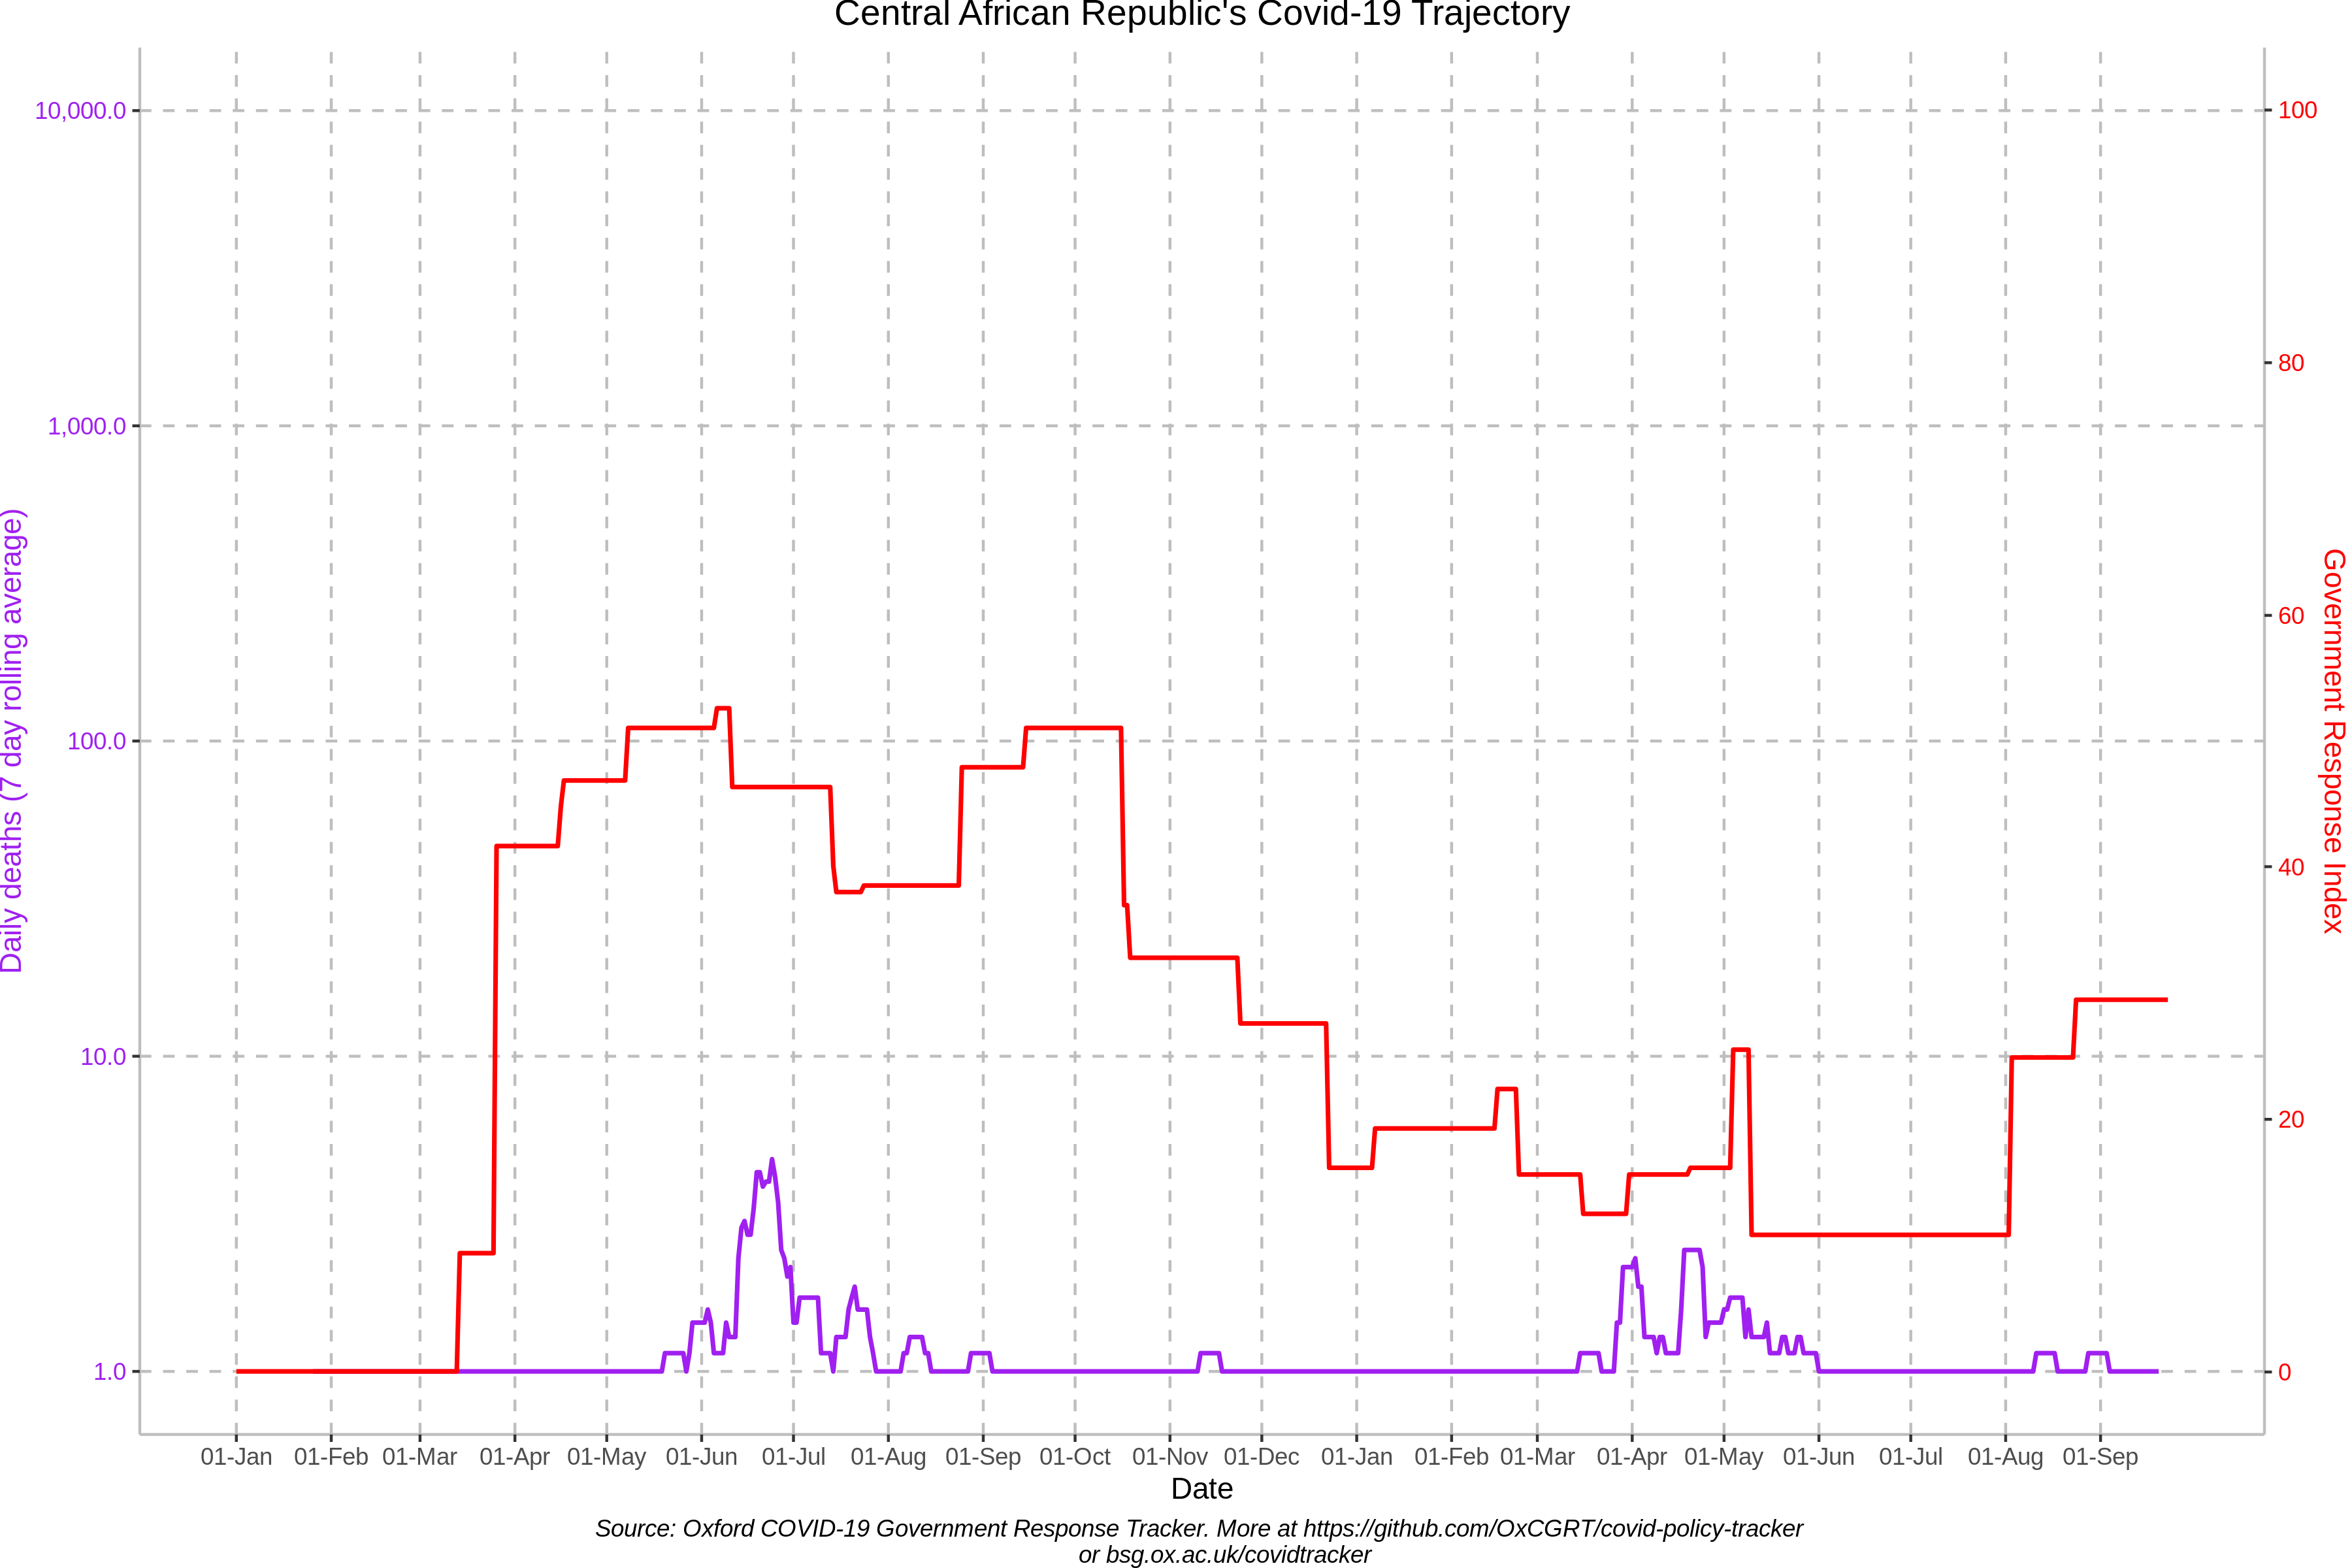 Central African Republic's Covid-19 Trajectory
10,000.0
1,000.0
100.0
10.0
1.0
Daily deaths (7 day rolling average)
100
80
60
40
20
0
Government Response Index
01-Jan 01-Feb 01-Mar 01-Apr 01-May 01-Jun 01-Jul 01-Aug 01-Sep 01-Oct 01-Nov 01-Dec 01-Jan 01-Feb 01-Mar 01-Apr 01-May 01-Jun 01-Jul 01-Aug 01-Sep
Date
Source: Oxford COVID-19 Government Response Tracker. More at https://github.com/OxCGRT/covid-policy-tracker
or bsg.ox.ac.uk/covidtracker